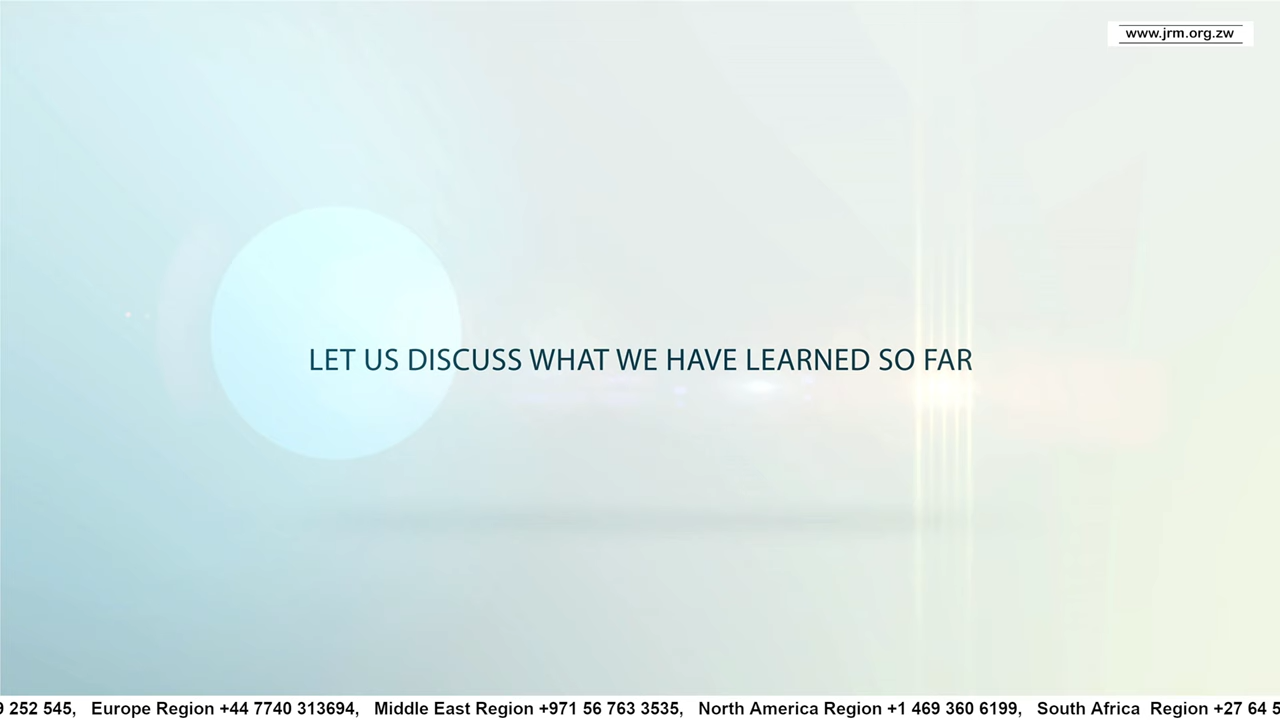 www.jrm.org.zw
LET US DISCUSS WHAT WE HAVE LEARNED SO FAR
252 545, Europe Region +44 7740 313694, Middle East Region +971 56 763 3535, North America Region +1 469 360 6199, South Africa Region +27 64